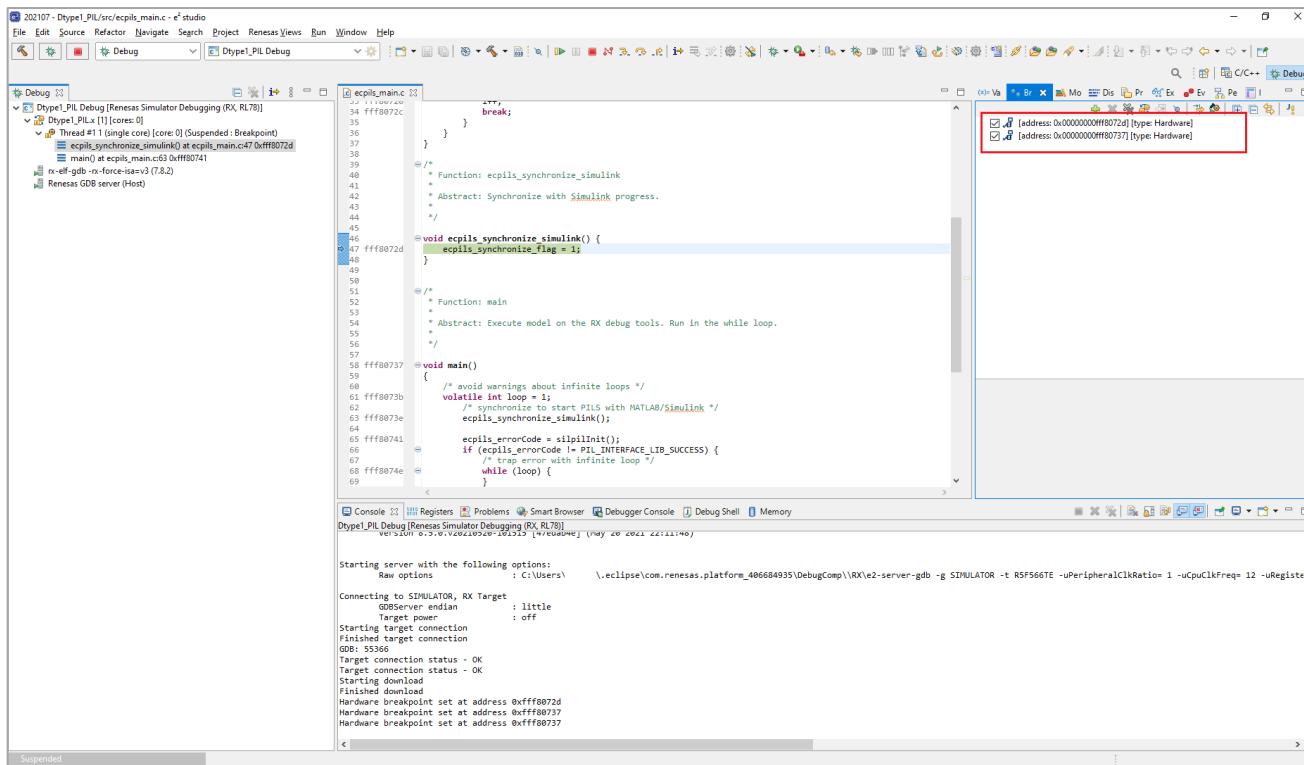 202107 - Dtype1_PIL/src/ecpils_main.c - e² studio
File Edit Source Refactor Navigate Search Project Renesas Views Run Window Help
Debug
Dtype1_PIL Debug
C/C++
Debug
Debug
Dtype1_PIL Debug [Renesas Simulator Debugging (RX, RL78)]
Dtype1_PIL.x [1] [cores: 0]
Thread #1 1 (single core) [core: 0] (Suspended : Breakpoint)
ecpils_synchronize_simulink() at ecpils_main.c:47 0xfff8072d
main() at ecpils_main.c:63 0xfff80741
rx-elf-gdb -rx-force-isa=v3 (7.8.2)
Renesas GDB server (Host)
ecpils_main.c
34 fff8072c break;
35 }
36 }
37 }
38
39 /*
40 * Function: ecpils_synchronize_simulink
41 *
42 * Abstract: Synchronize with Simulink progress.
43 *
44 */
45
46 void ecpils_synchronize_simulink() {
47 fff8072d ecpils_synchronize_flag = 1;
48 }
49
50
51 /*
52 * Function: main
53 *
54 * Abstract: Execute model on the RX debug tools. Run in the while loop.
55 *
56 */
57
58 fff80737 void main()
59 {
60 /* avoid warnings about infinite loops */
61 fff8073b volatile int loop = 1;
62 /* synchronize to start PILS with MATLAB/Simulink */
63 fff8073e ecpils_synchronize_simulink();
64
65 fff80741 ecpils_errorCode = silpilInit();
66 if (ecpils_errorCode != PIL_INTERFACE_LIB_SUCCESS) {
67 /* trap error with infinite loop */
68 fff8074e while (loop) {
69 }
(x)= Va Br Mo Dis Pr Ex Ev Pe I
[address: 0x00000000fff8072d] [type: Hardware]
[address: 0x00000000fff80737] [type: Hardware]
Console Registers Problems Smart Browser Debugger Console Debug Shell Memory
Dtype1_PIL Debug [Renesas Simulator Debugging (RX, RL78)]
Starting server with the following options:
Raw options : C:\Users\ \.eclipse\com.renesas.platform_406684935\DebugComp\\RX\e2-server-gdb -g SIMULATOR -t R5F566TE -uPeripheralClkRatio= 1 -uCpuClkFreq= 12 -uRegiste
Connecting to SIMULATOR, RX Target
GDBServer endian : little
Target power : off
Starting target connection
Finished target connection
GDB: 55366
Target connection status - OK
Target connection status - OK
Starting download
Finished download
Hardware breakpoint set at address 0xfff8072d
Hardware breakpoint set at address 0xfff80737
Hardware breakpoint set at address 0xfff80737
Suspended